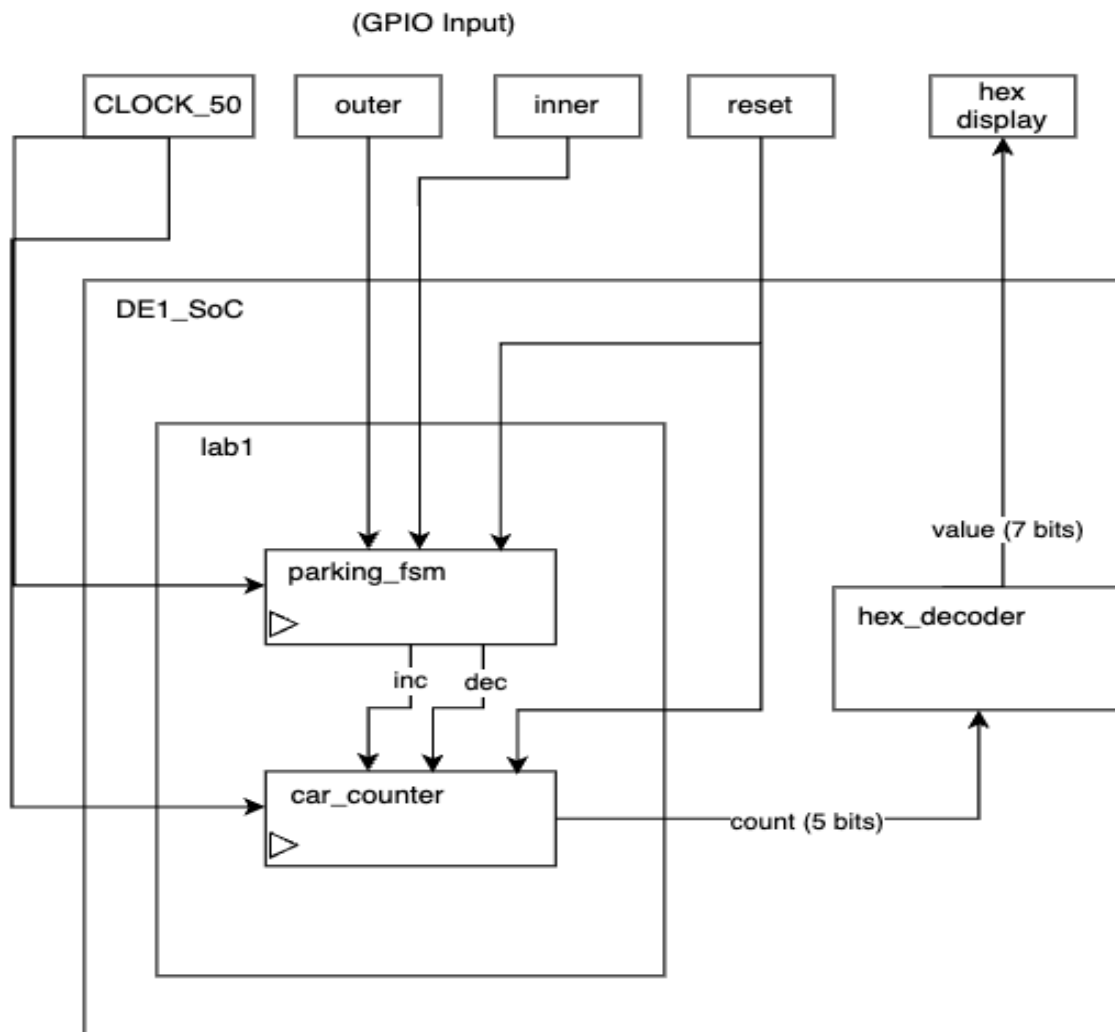 (GPIO Input)
CLOCK_50
outer
inner
reset
hex
display
DE1_SoC
lab1
value (7 bits)
parking_fsm
hex_decoder
inc
dec
car_counter
count (5 bits)